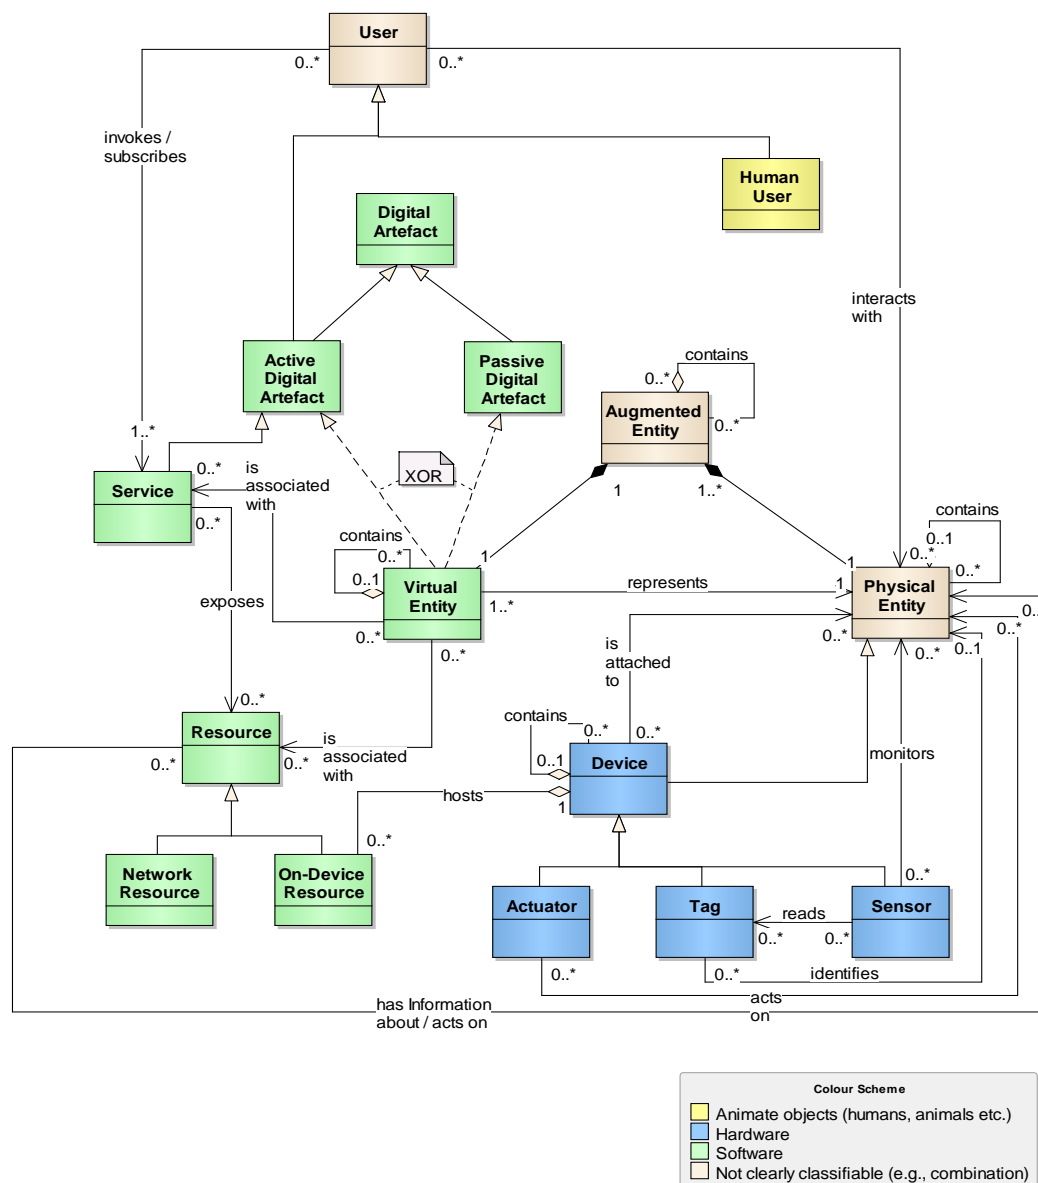 User
0..*
0..*
invokes /
subscribes
Human
User
Digital
Artefact
interacts
with
Active
Digital
Artefact
Passive
Digital
Artefact
contains
0..*
Augmented
Entity
0..*
1..*
0..*
is
associated
with
XOR
Service
0..*
1
1..*
contains
0..*
0..1
Virtual
Entity
1
1..*
0..*
0..*
represents
contains
0..1
0..*
0..*
1
1
Physical
Entity
0..*
0..*
0..1
0..*
0..
exposes
is
attached
to
0..*
Resource
0..*
0..*
is
associated
with
contains
0..*
0..*
0..1
Device
1
monitors
hosts
0..*
Network
Resource
On-Device
Resource
0..*
Actuator
Tag
reads
Sensor
0..*
0..*
0..*
0..*
identifies
acts
on
has Information
about / acts on
Colour Scheme
Animate objects (humans, animals etc.)
Hardware
Software
Not clearly classifiable (e.g., combination)